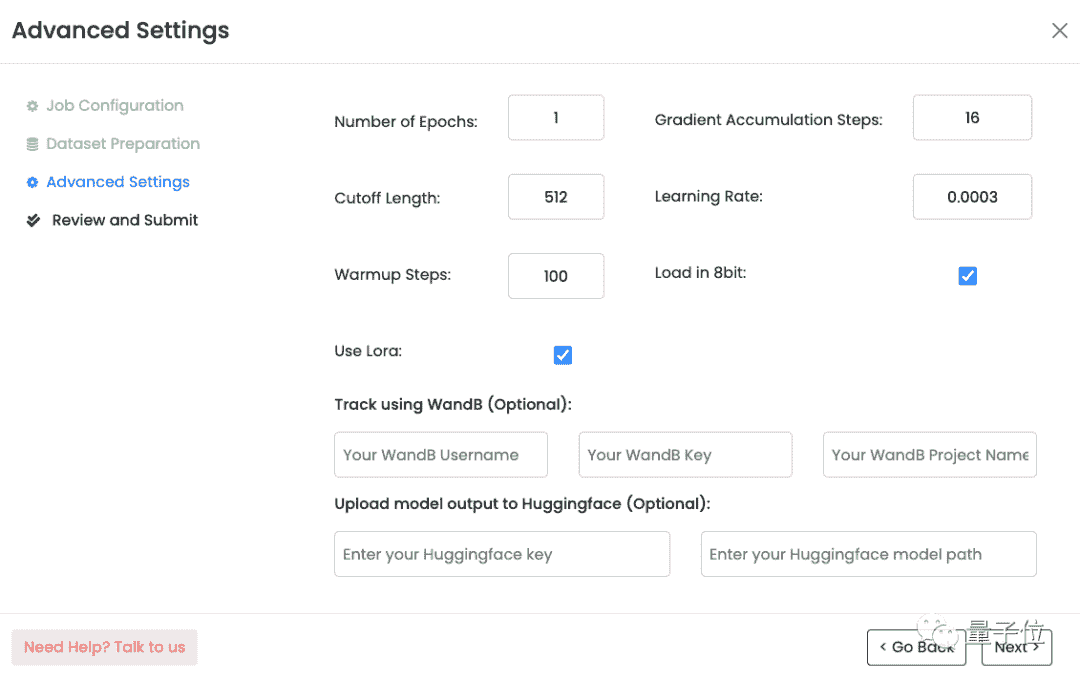 Advanced Settings
Job Configuration
Dataset Preparation
Advanced Settings
Review and Submit
Number of Epochs: 1 Gradient Accumulation Steps: 16
Cutoff Length: 512 Learning Rate: 0.0003
Warmup Steps: 100 Load in 8bit:
Use Lora:
Track using WandB (Optional):
Your WandB Username Your WandB Key Your WandB Project Name
Upload model output to Huggingface (Optional):
Enter your Huggingface key Enter your Huggingface model path
Need Help? Talk to us < Go Back Next >
量子位